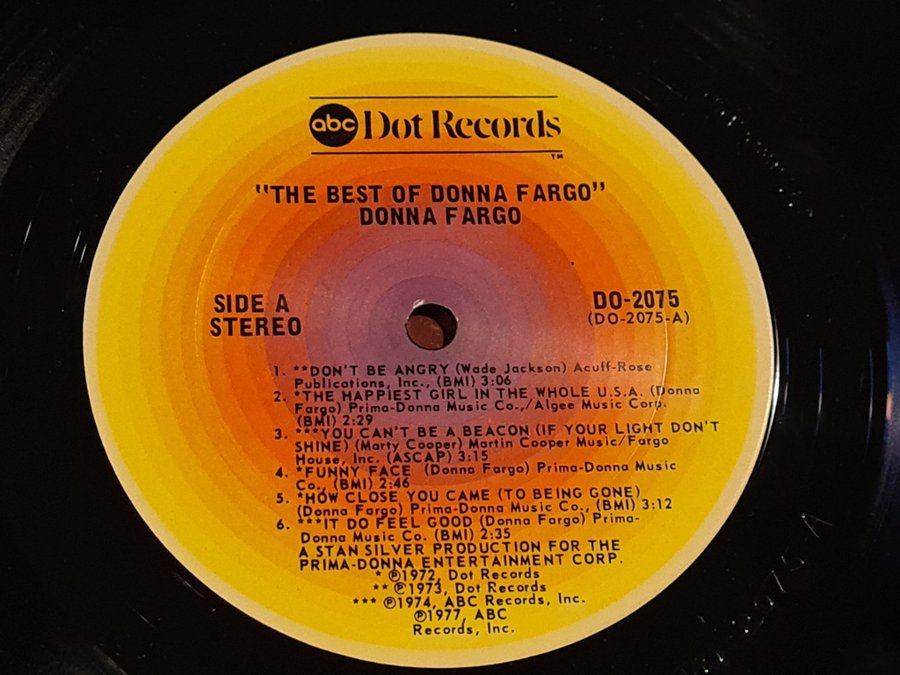 abc Dot Records
TM
"THE BEST OF DONNA FARGO"
DONNA FARGO
SIDE A
STEREO
DO-2075
(DO-2075-A)
1. **DON'T BE ANGRY (Wade Jackson) Acuff-Rose
Publications, Inc., (BMI) 3:06
2. *THE HAPPIEST GIRL IN THE WHOLE U.S.A. (Donna
Fargo) Prima-Donna Music Co.,/Algee Music Corp.
(BMI) 2:29
3. ***YOU CAN'T BE A BEACON (IF YOUR LIGHT DON'T
SHINE) (Marty Cooper) Martin Cooper Music/Fargo
House, Inc. (ASCAP) 3:15
4. *FUNNY FACE (Donna Fargo) Prima-Donna Music
Co., (BMI) 2:46
5. *HOW CLOSE YOU CAME (TO BEING GONE)
(Donna Fargo) Prima-Donna Music Co., (BMI) 3:12
6. ***IT DO FEEL GOOD (Donna Fargo) Prima-
Donna Music Co. (BMI) 2:35
A STAN SILVER PRODUCTION FOR THE
PRIMA-DONNA ENTERTAINMENT CORP.
* ℗1972, Dot Records
** ℗1973, Dot Records
*** ℗1974, ABC Records, Inc.
℗1977, ABC
Records, Inc.